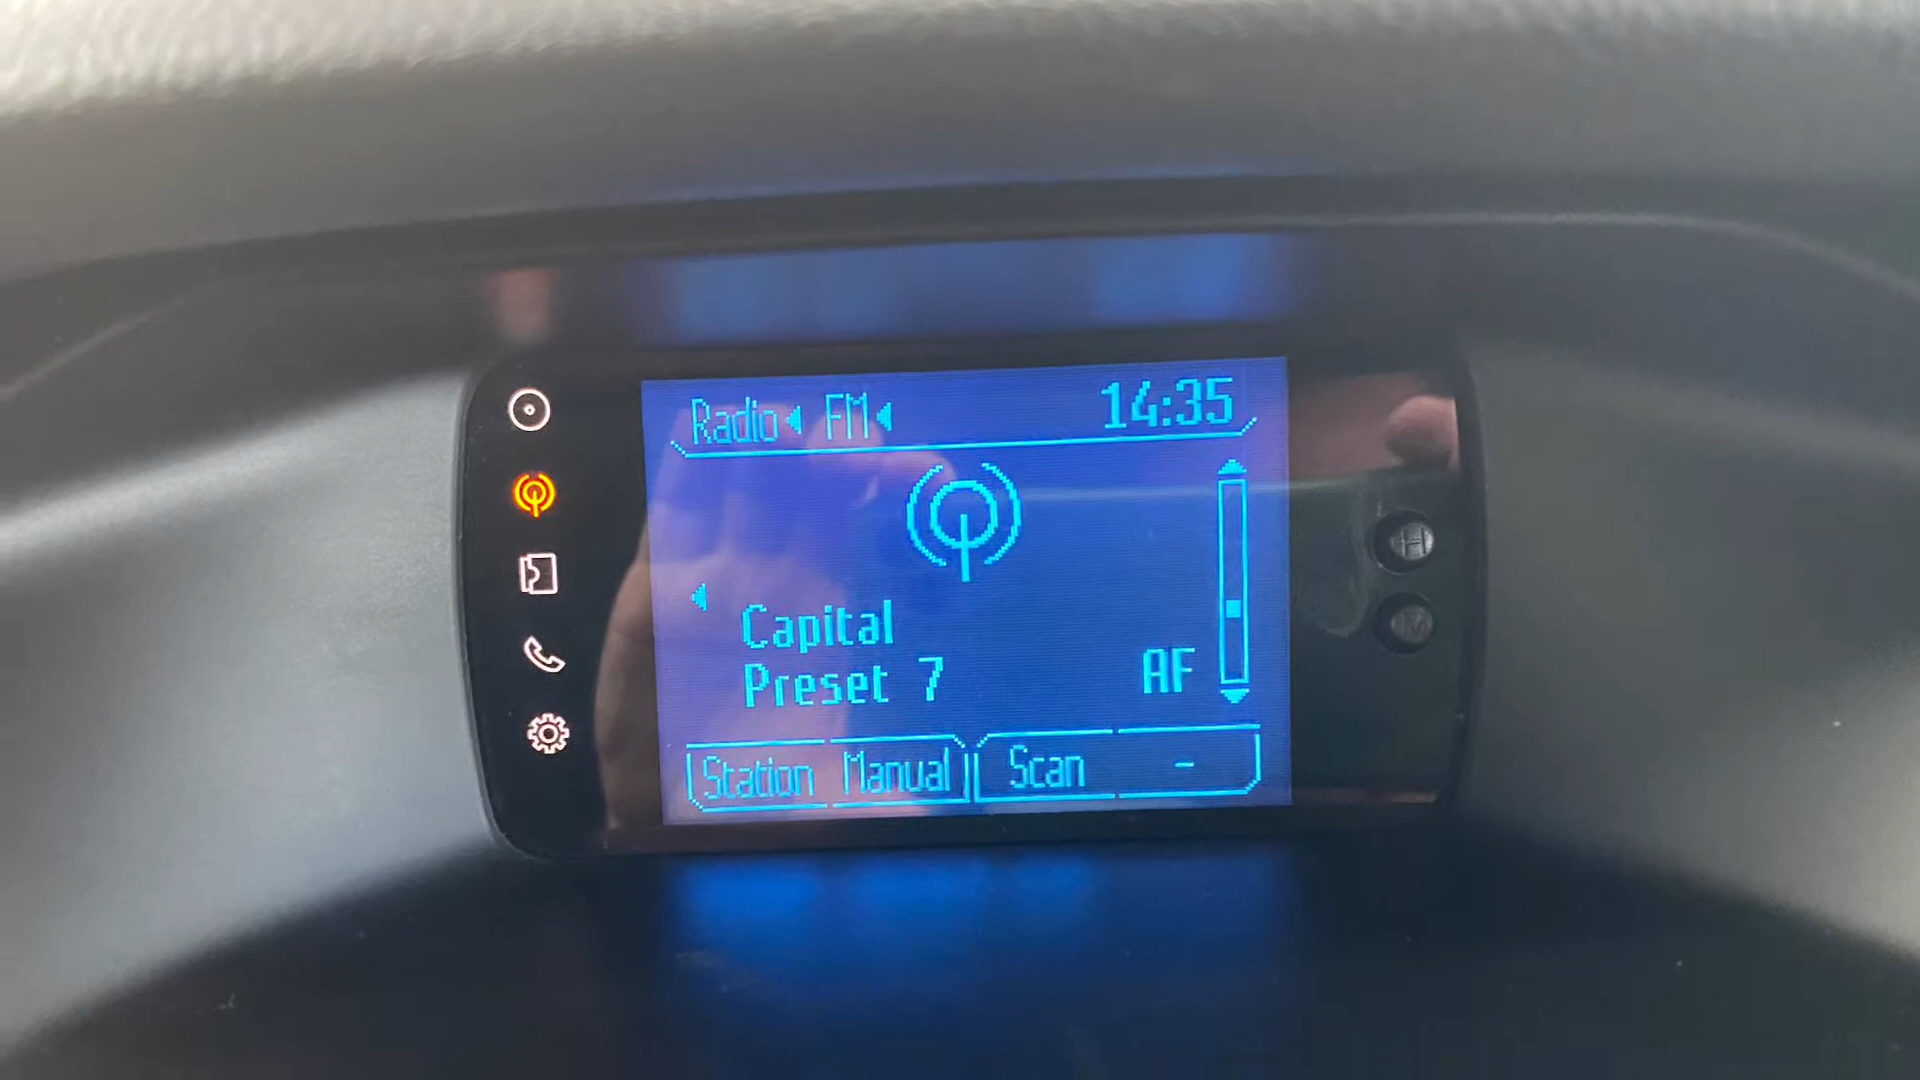 Radio FM 14:35
Capital
Preset 7 AF
Station Manual Scan -
H
M